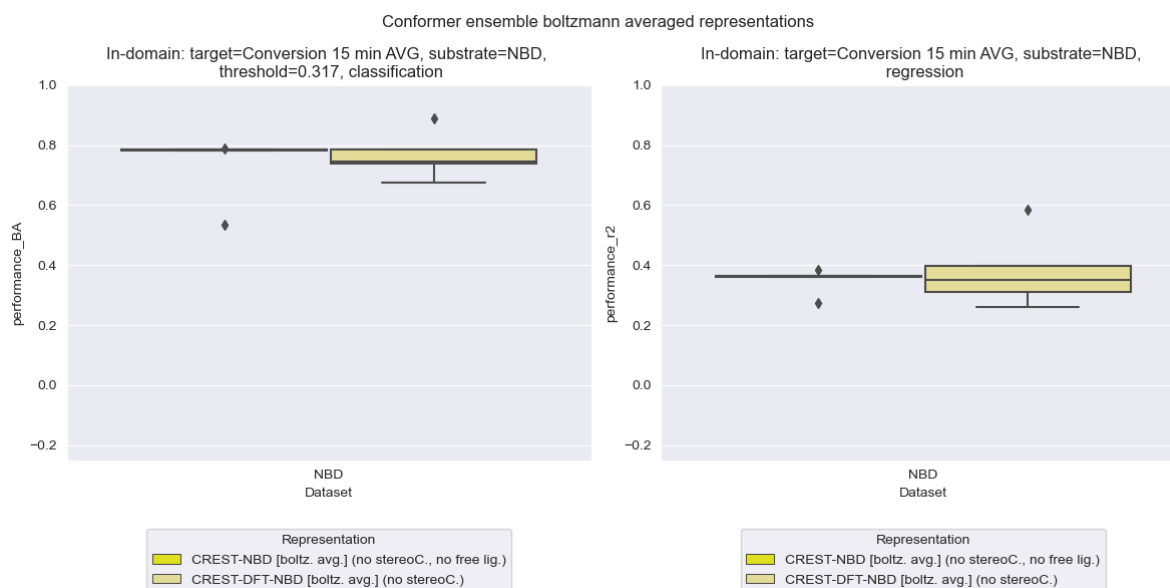 Conformer ensemble boltzmann averaged representations
In-domain: target=Conversion 15 min AVG, substrate=NBD,
threshold=0.317, classification
1.0
0.8
0.6
0.4
0.2
0.0
−0.2
performance_BA
NBD
Dataset
Representation
CREST-NBD [boltz. avg.] (no stereoC., no free lig.)
CREST-DFT-NBD [boltz. avg.] (no stereoC.)
In-domain: target=Conversion 15 min AVG, substrate=NBD,
regression
1.0
0.8
0.6
0.4
0.2
0.0
−0.2
performance_r2
NBD
Dataset
Representation
CREST-NBD [boltz. avg.] (no stereoC., no free lig.)
CREST-DFT-NBD [boltz. avg.] (no stereoC.)